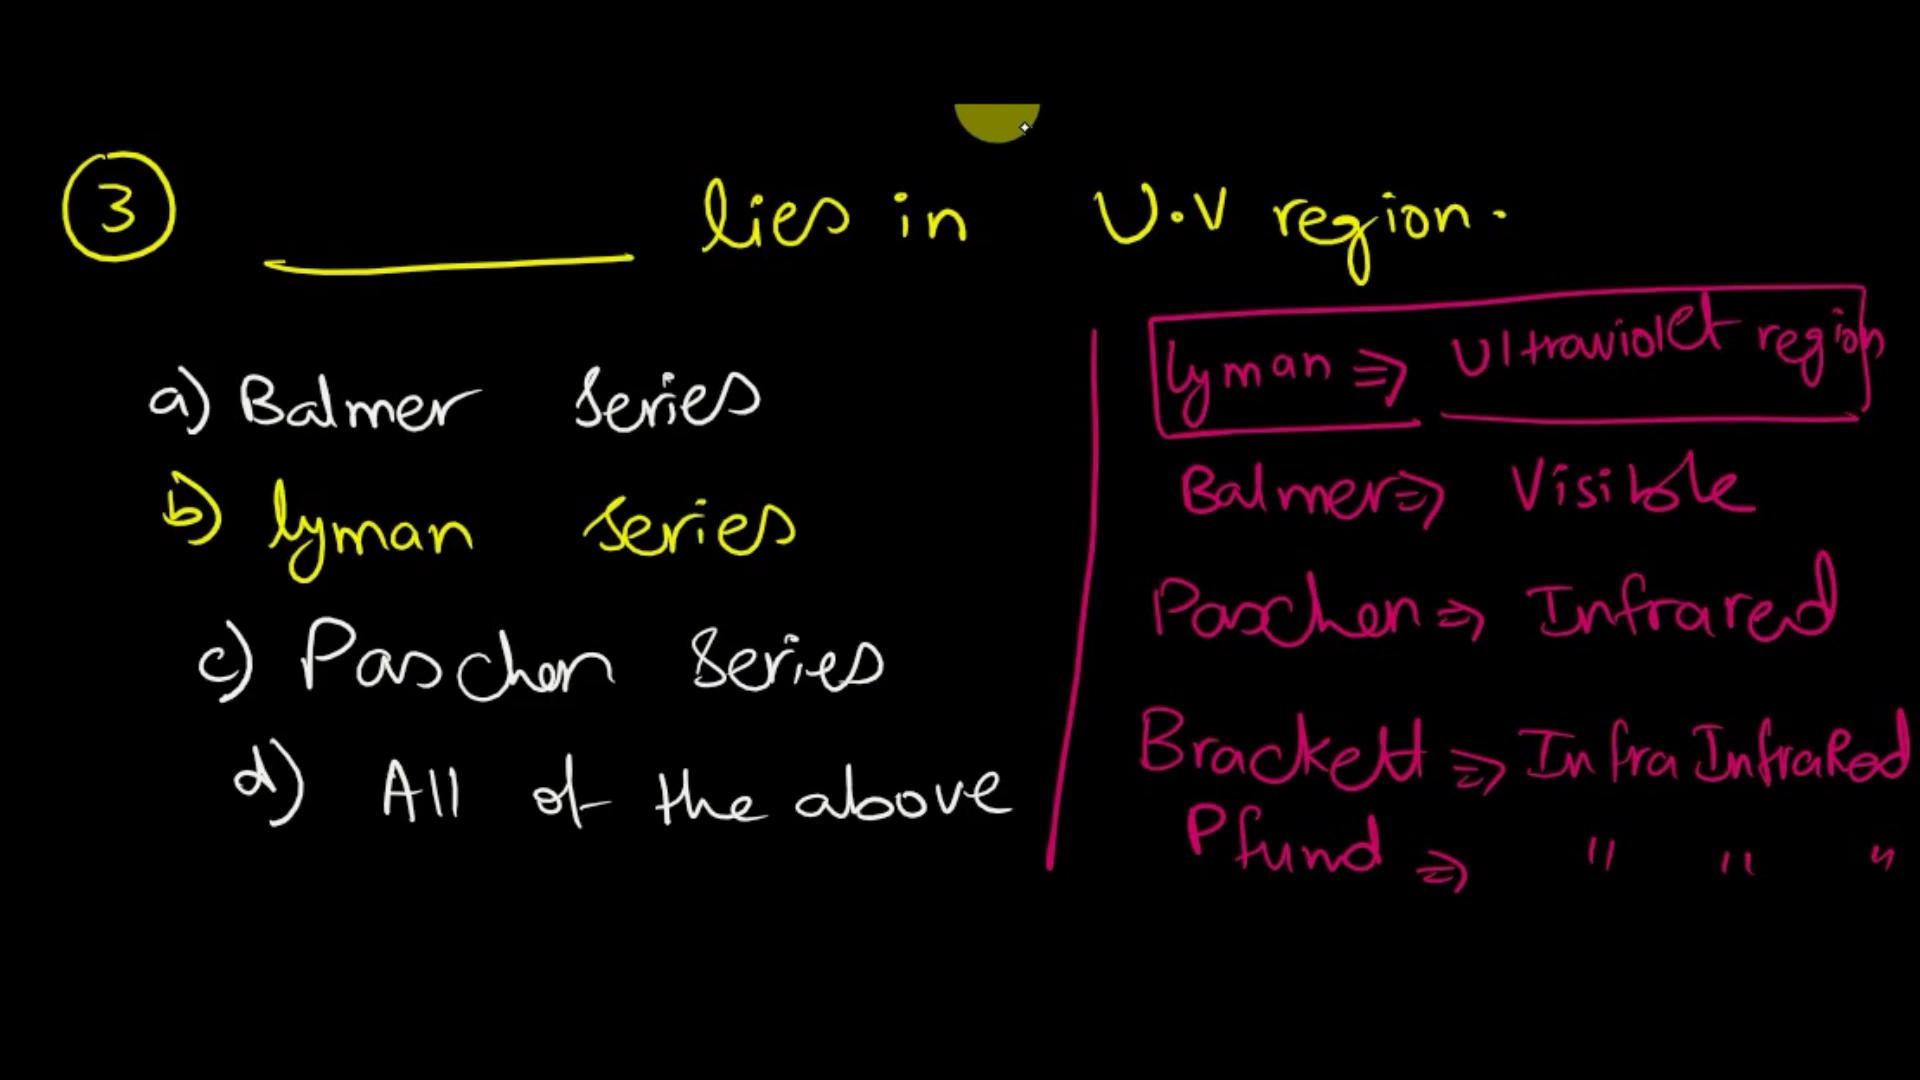 3 ________ lies in U.V region.
a) Balmer series
b) lyman series
c) Paschen series
d) All of the above
lyman ⇒ Ultraviolet region
Balmer ⇒ Visible
Paschen ⇒ Infrared
Brackett ⇒ Infra InfraRed
Pfund ⇒ " " "